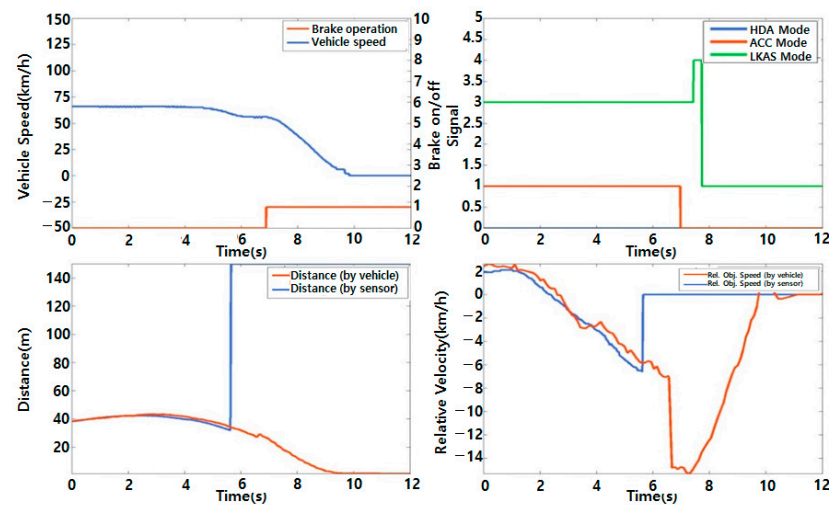 Vehicle Speed(km/h)
150
125
100
75
50
25
0
−25
−50
Brake operation
Vehicle speed
10
9
8
7
6
5
4
3
2
1
0
Brake on/off
0 2 4 6 8 10 12
Time(s)
Signal
5
4.5
4
3.5
3
2.5
2
1.5
1
0.5
0
HDA Mode
ACC Mode
LKAS Mode
0 2 4 6 8 10 12
Time(s)
Distance(m)
140
120
100
80
60
40
20
Distance (by vehicle)
Distance (by sensor)
0 2 4 6 8 10 12
Time(s)
Relative Velocity(km/h)
2
0
−2
−4
−6
−8
−10
−12
−14
Rel. Obj. Speed (by vehicle)
Rel. Obj. Speed (by sensor)
0 2 4 6 8 10 12
Time(s)